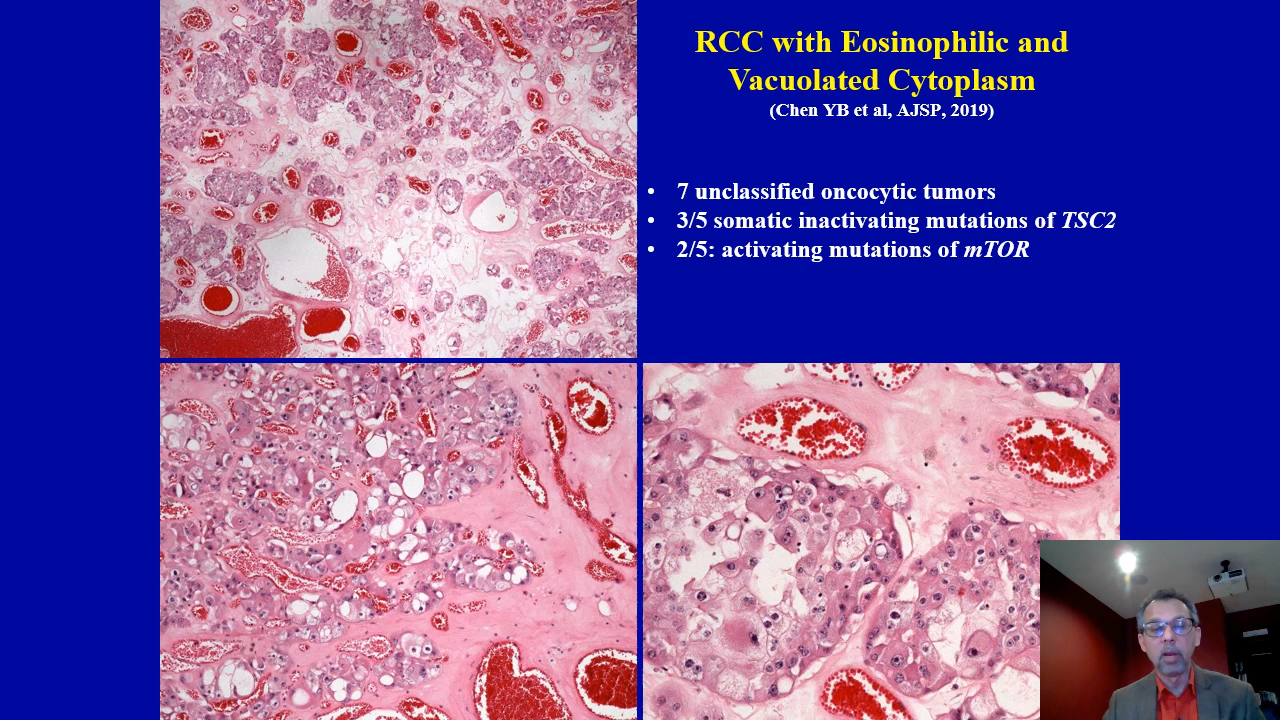 RCC with Eosinophilic and
Vacuolated Cytoplasm
(Chen YB et al, AJSP, 2019)
• 7 unclassified oncocytic tumors
• 3/5 somatic inactivating mutations of TSC2
• 2/5: activating mutations of mTOR